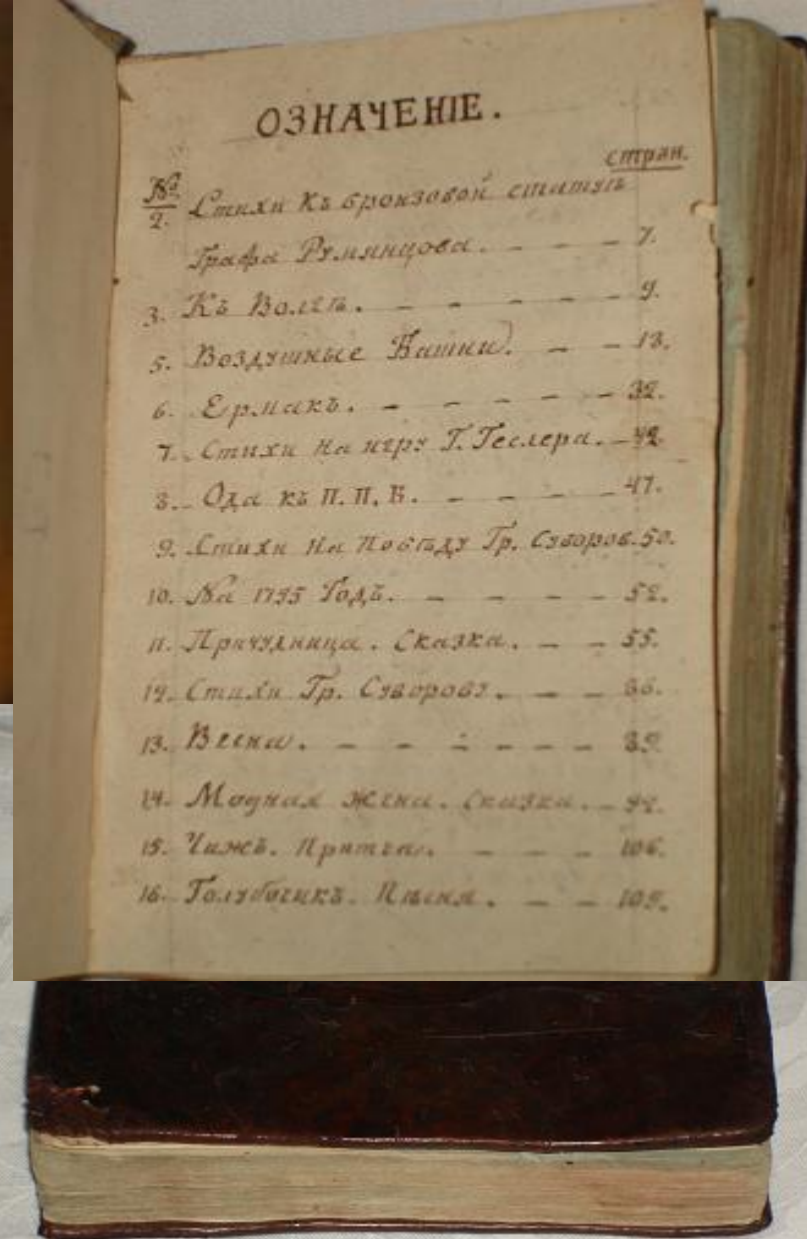 ОЗНАЧЕНІЕ.
стран.
№ 2. Стихи Къ бронзовой статуѣ
Графа Румянцова. — — — 7.
3. Къ Волгѣ. — — — — 9.
5. Воздушные Башни. — — 13.
6. Ермакъ. — — — — 32.
7. Стихи На игру Г. Геслера. — 42.
8. Ода къ П. П. Б. — — — 47.
9. Стихи На Побѣду Гр. Суворов. 50.
10. На 1795 Годъ. — — — — 52.
11. Причудница. Сказка. — — 55.
12. Стихи Гр. Суворову. — — 86.
13. Весна. — — — — — — 89.
14. Модная жена. Сказка. — 92.
15. Чижъ. Притча. — — — 106.
16. Голубочикъ. Пѣсня. — — 109.